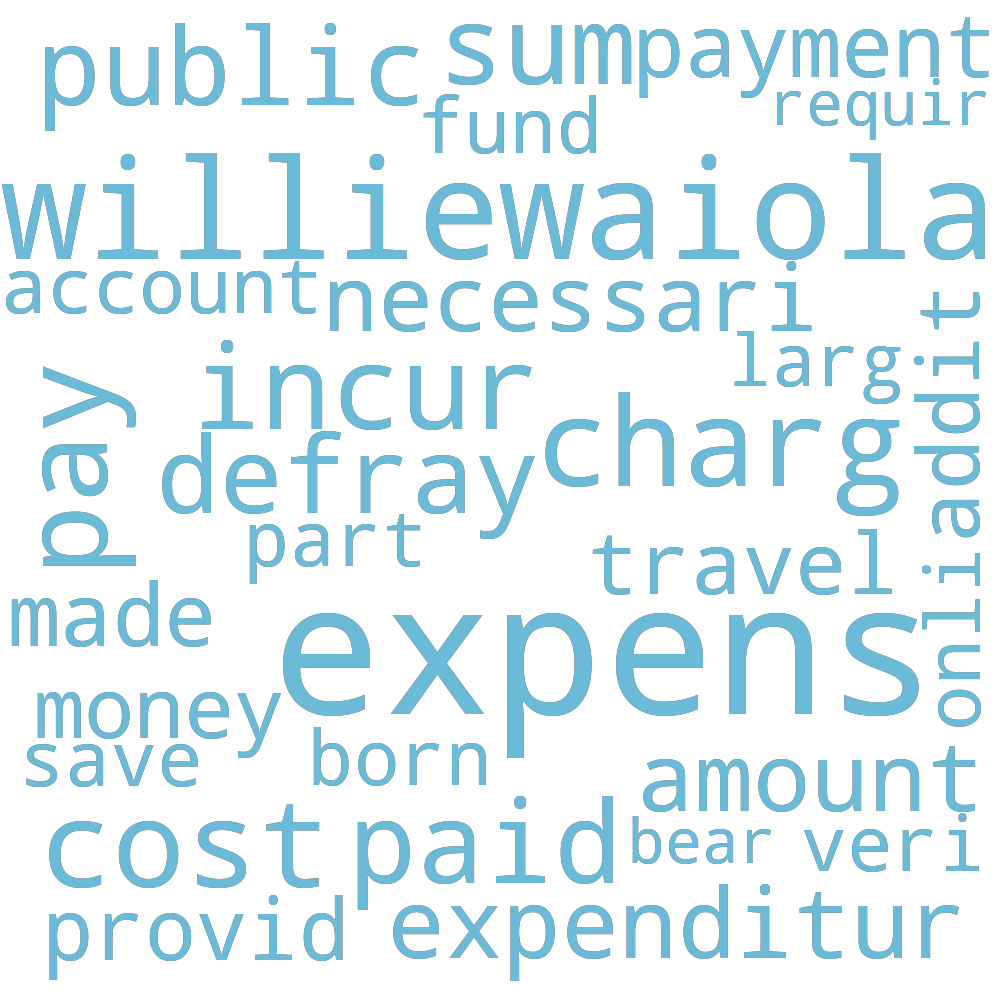 public sum payment
fund requir
williewaiola
account necessari
incur larg
pay defray charg addit
part travel
made expens onli
money
save born amount
cost paid bear veri
provid expenditur